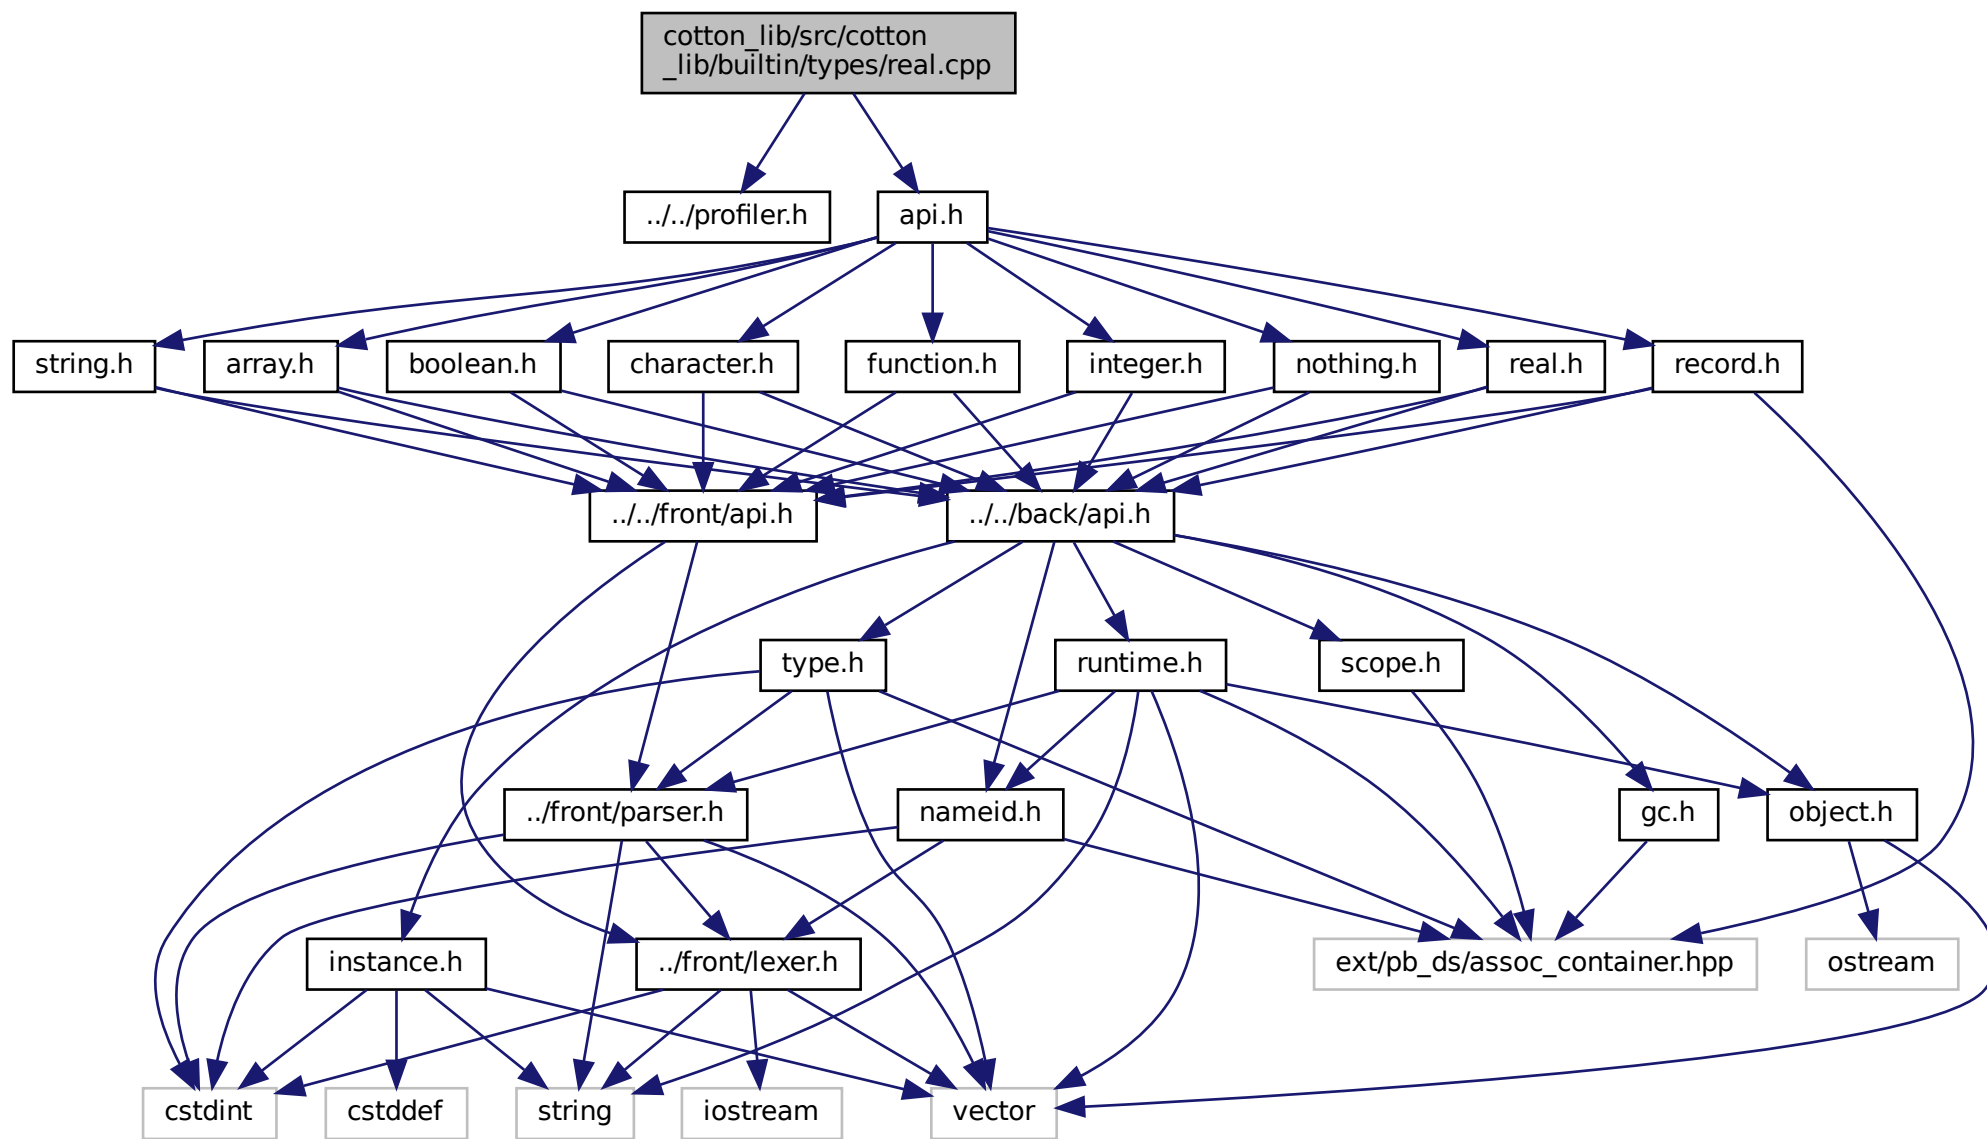 cotton_lib/src/cotton
_lib/builtin/types/real.cpp
../../profiler.h
api.h
string.h
array.h
boolean.h
character.h
function.h
integer.h
nothing.h
real.h
record.h
../../front/api.h
../../back/api.h
type.h
runtime.h
scope.h
../front/parser.h
nameid.h
gc.h
object.h
instance.h
../front/lexer.h
ext/pb_ds/assoc_container.hpp
ostream
cstdint
cstddef
string
iostream
vector